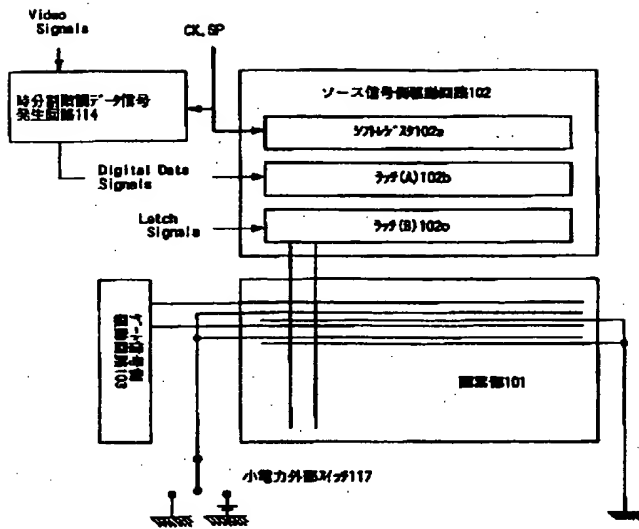 Video
Signals
CK, SP
時分割階調データ信号
発生回路114
ソース信号側駆動回路102
シフトレジスタ102a
Digital Data
Signals
ラッチ(A)102b
Latch
Signals
ラッチ(B)102c
ゲート信号側
駆動回路103
画素部101
小電力外部スイッチ117